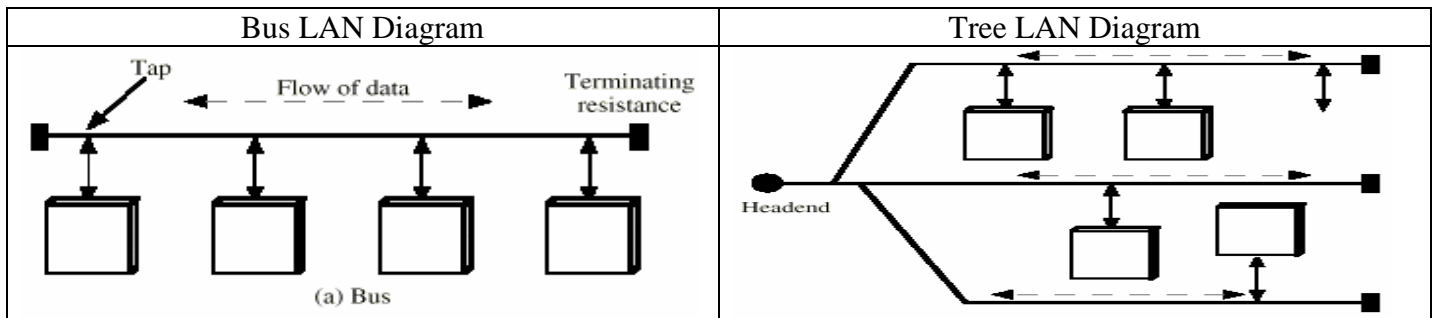 Bus LAN Diagram
Tree LAN Diagram
Tap
Flow of data
Terminating
resistance
(a) Bus
Headend